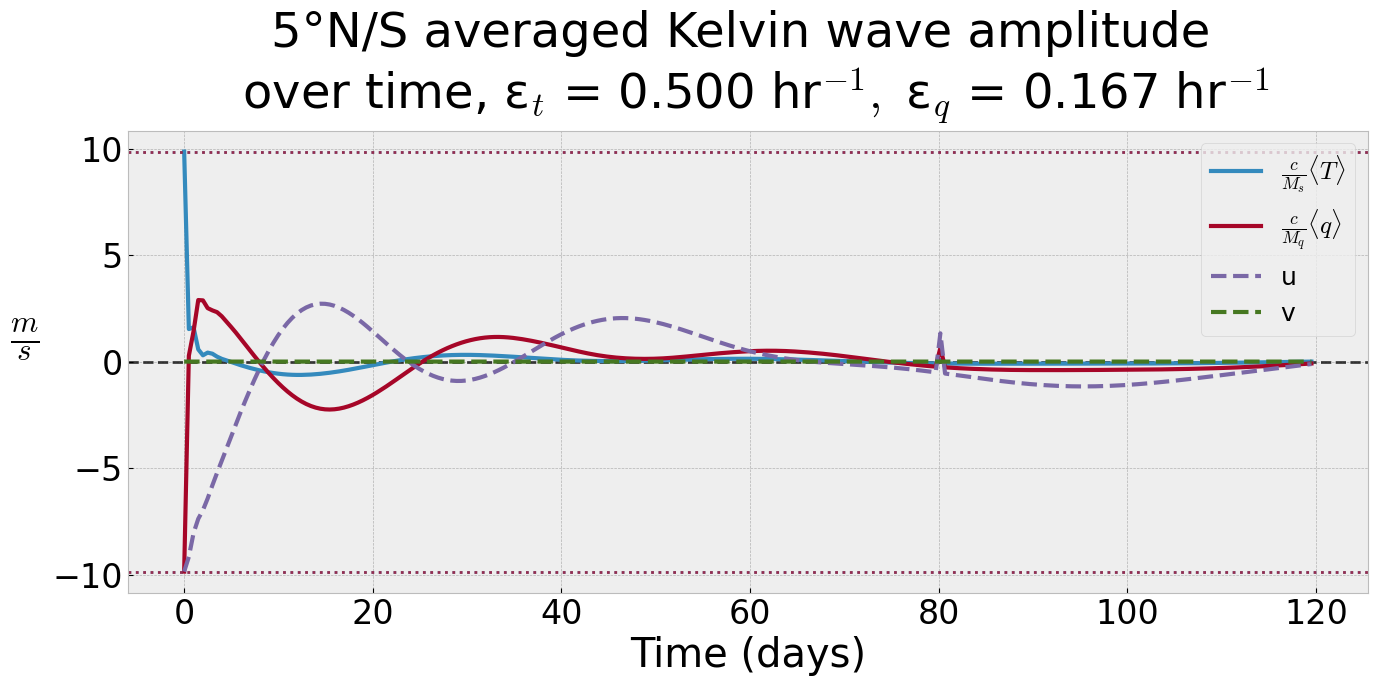 5°N/S averaged Kelvin wave amplitude
over time, ε_t = 0.500 hr⁻¹, ε_q = 0.167 hr⁻¹
10
5
0
−5
−10
m/s
c/M_s ⟨T⟩
c/M_q ⟨q⟩
u
v
0 20 40 60 80 100 120
Time (days)